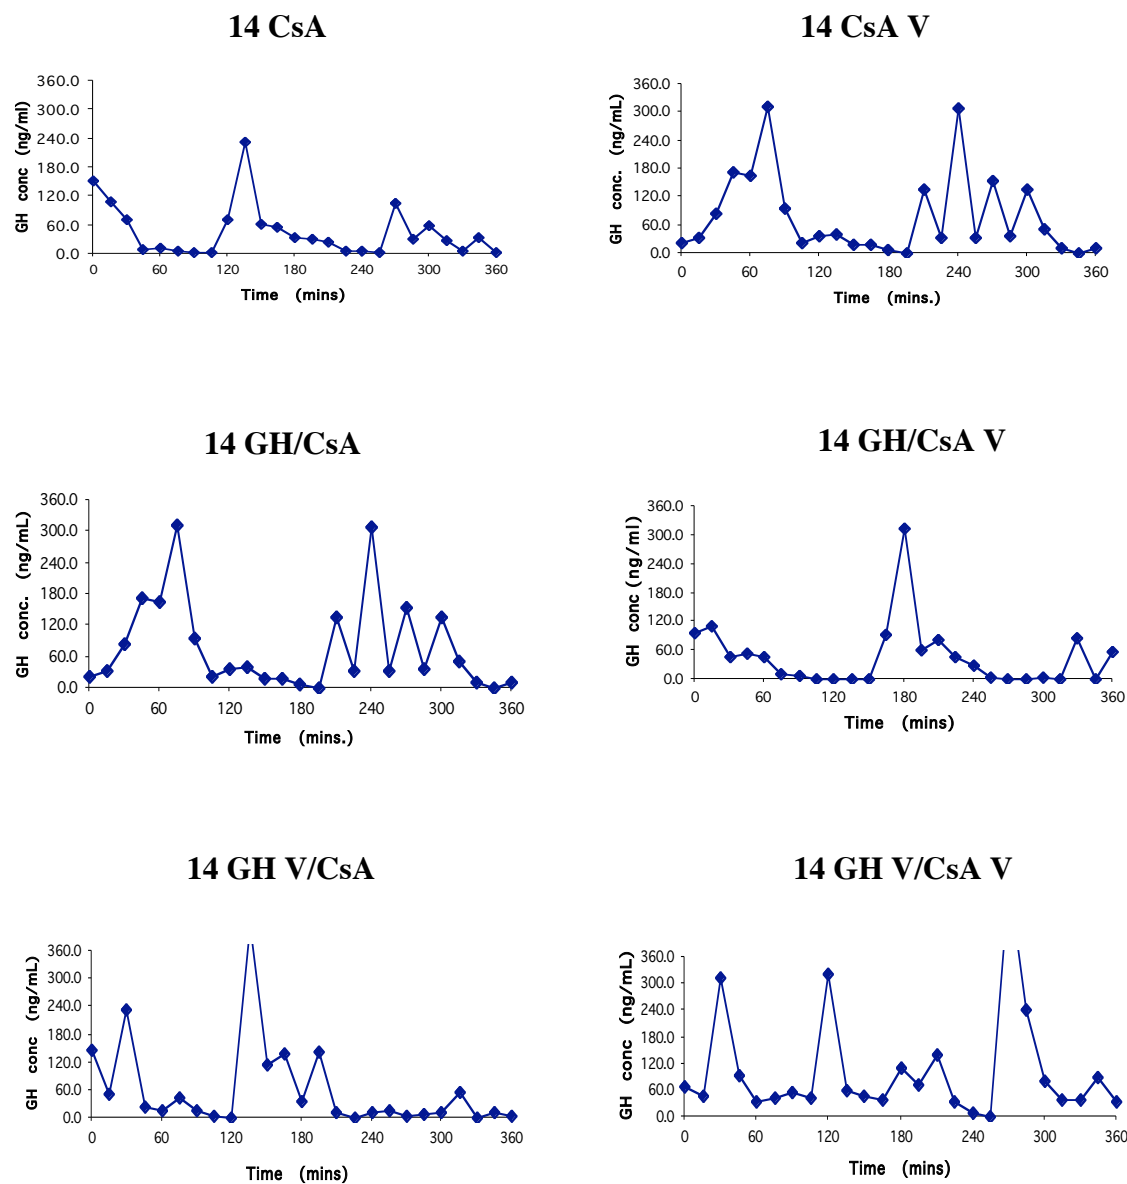 14 CsA
14 CsA V
360.0
300.0
240.0
180.0
120.0
60.0
0.0
GH conc (ng/ml)
0 60 120 180 240 300 360
Time (mins)
360.0
300.0
240.0
180.0
120.0
60.0
0.0
GH conc. (ng/mL)
0 60 120 180 240 300 360
Time (mins.)
14 GH/CsA
14 GH/CsA V
360.0
300.0
240.0
180.0
120.0
60.0
0.0
GH conc. (ng/mL)
0 60 120 180 240 300 360
Time (mins.)
360.0
300.0
240.0
180.0
120.0
60.0
0.0
GH conc (ng/ml)
0 60 120 180 240 300 360
Time (mins)
14 GH V/CsA
14 GH V/CsA V
360.0
300.0
240.0
180.0
120.0
60.0
0.0
GH conc (ng/mL)
0 60 120 180 240 300 360
Time (mins)
360.0
300.0
240.0
180.0
120.0
60.0
0.0
GH conc (ng/mL)
0 60 120 180 240 300 360
Time (mins)